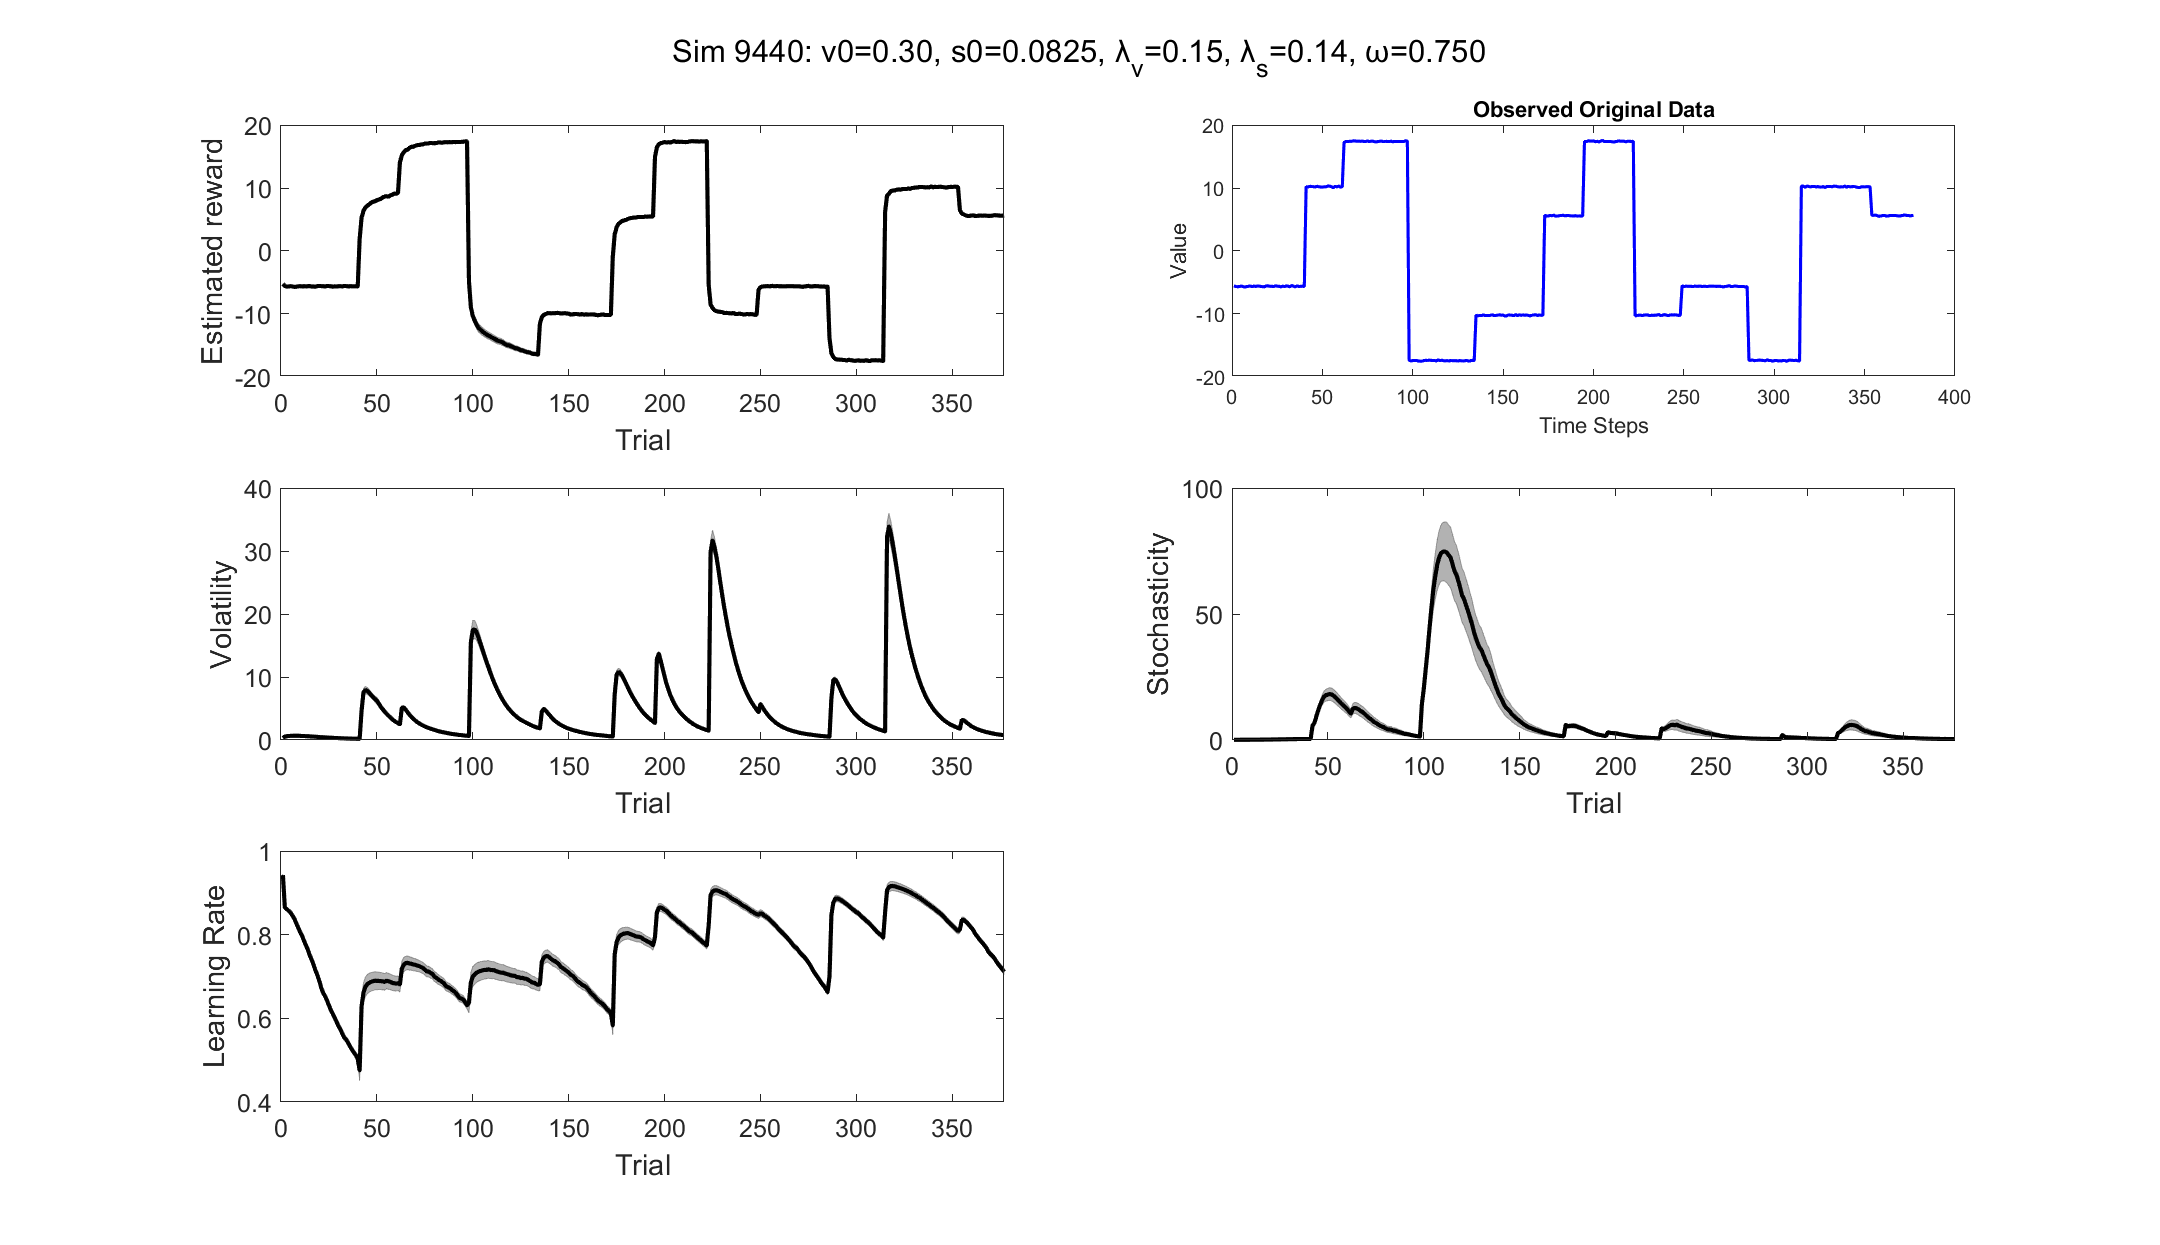 Sim 9440: v0=0.30, s0=0.0825, λ_v=0.15, λ_s=0.14, ω=0.750
Estimated reward
20
10
0
-10
-20
0 50 100 150 200 250 300 350
Trial
Observed Original Data
Value
20
10
0
-10
-20
0 50 100 150 200 250 300 350 400
Time Steps
Volatility
40
30
20
10
0
0 50 100 150 200 250 300 350
Trial
Stochasticity
100
50
0
0 50 100 150 200 250 300 350
Trial
Learning Rate
1
0.8
0.6
0.4
0 50 100 150 200 250 300 350
Trial